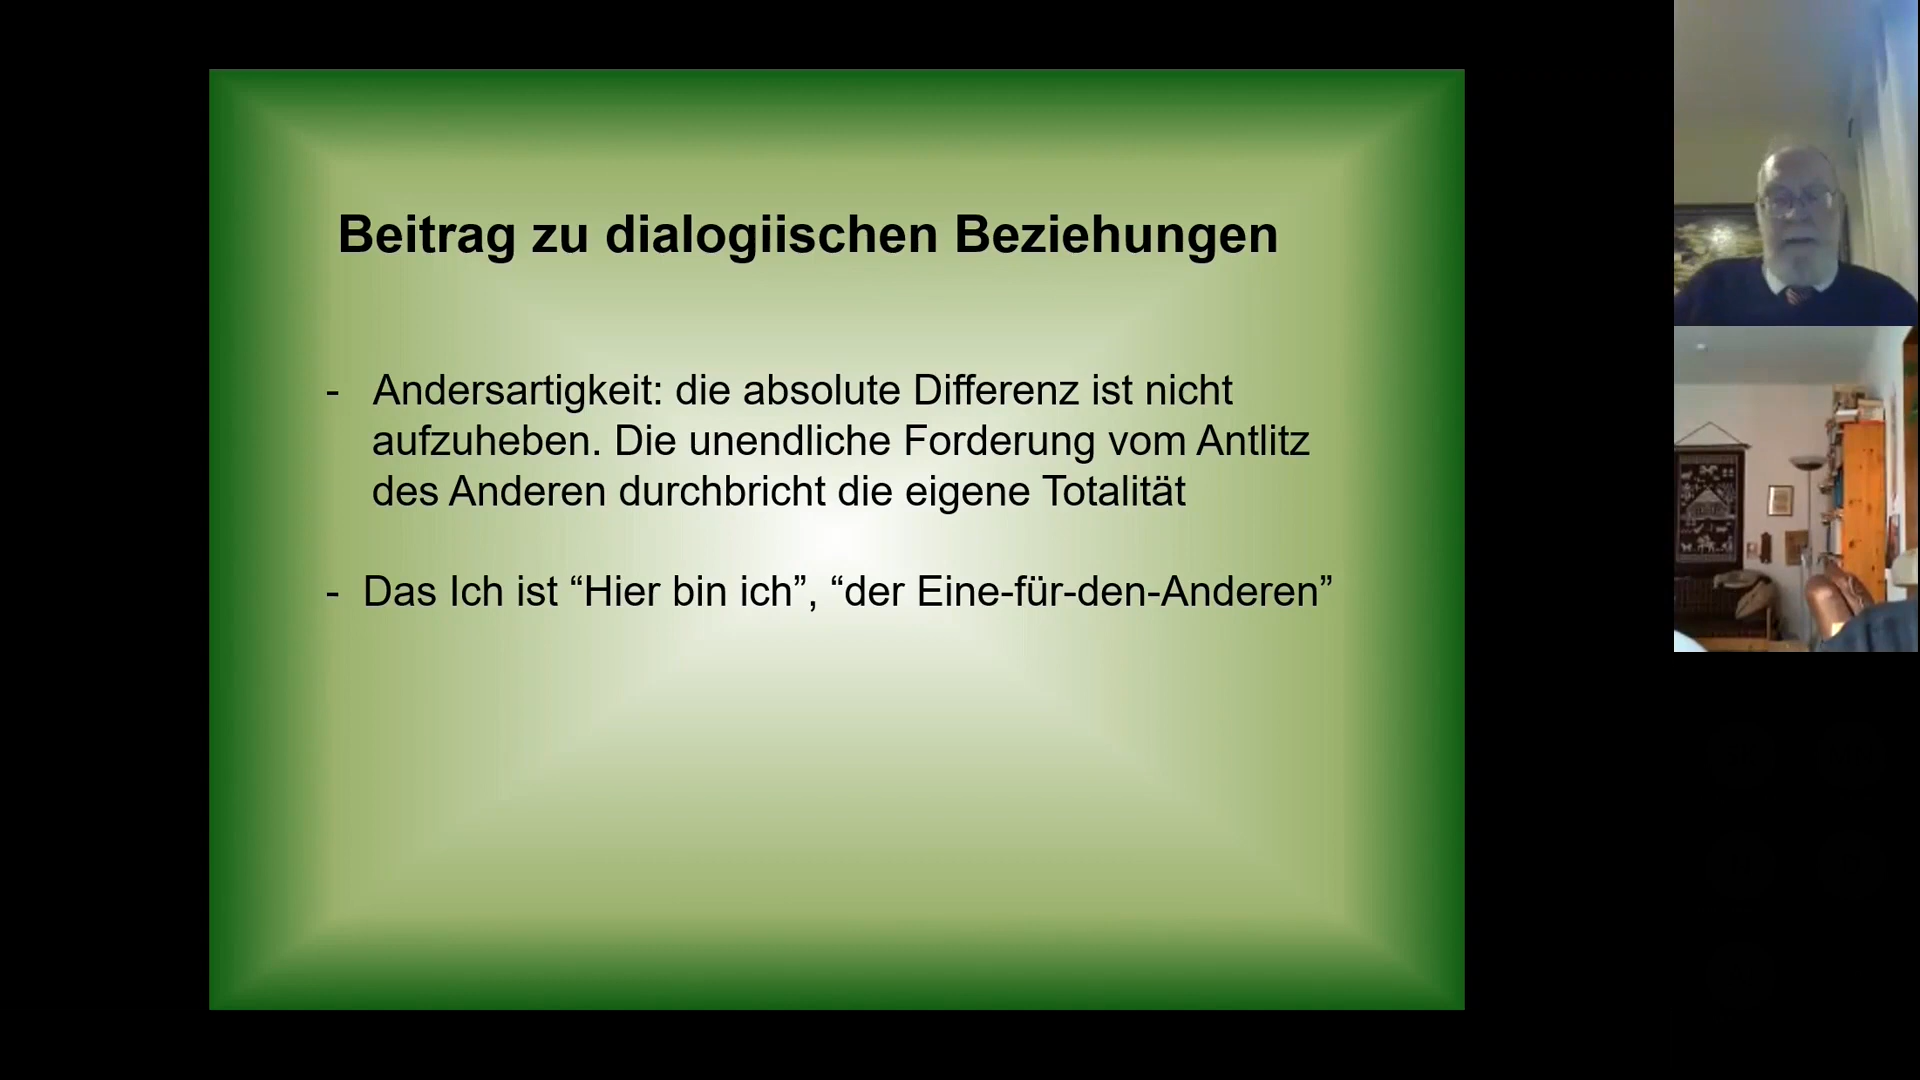 Beitrag zu dialogiischen Beziehungen
- Andersartigkeit: die absolute Differenz ist nicht
aufzuheben. Die unendliche Forderung vom Antlitz
des Anderen durchbricht die eigene Totalität
- Das Ich ist “Hier bin ich”, “der Eine-für-den-Anderen”